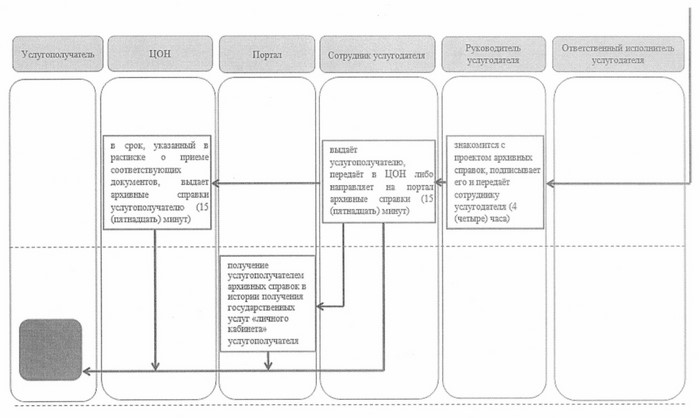 Услугополучатель
ЦОН
Портал
Сотрудник услугодателя
Руководитель
услугодателя
Ответственный исполнитель
услугодателя
в срок, указанный в
расписке о приеме
соответствующих
документов, выдает
архивные справки
услугополучателю (15
(пятнадцать) минут)
выдаёт
услугополучателю,
передаёт в ЦОН либо
направляет на портал
архивные справки (15
(пятнадцать) минут)
знакомится с
проектом архивных
справок, подписывает
его и передаёт
сотруднику
услугодателя (4
(четыре) часа)
получение
услугополучателем
архивных справок в
истории получения
государственных
услуг «личного
кабинета»
услугополучателя